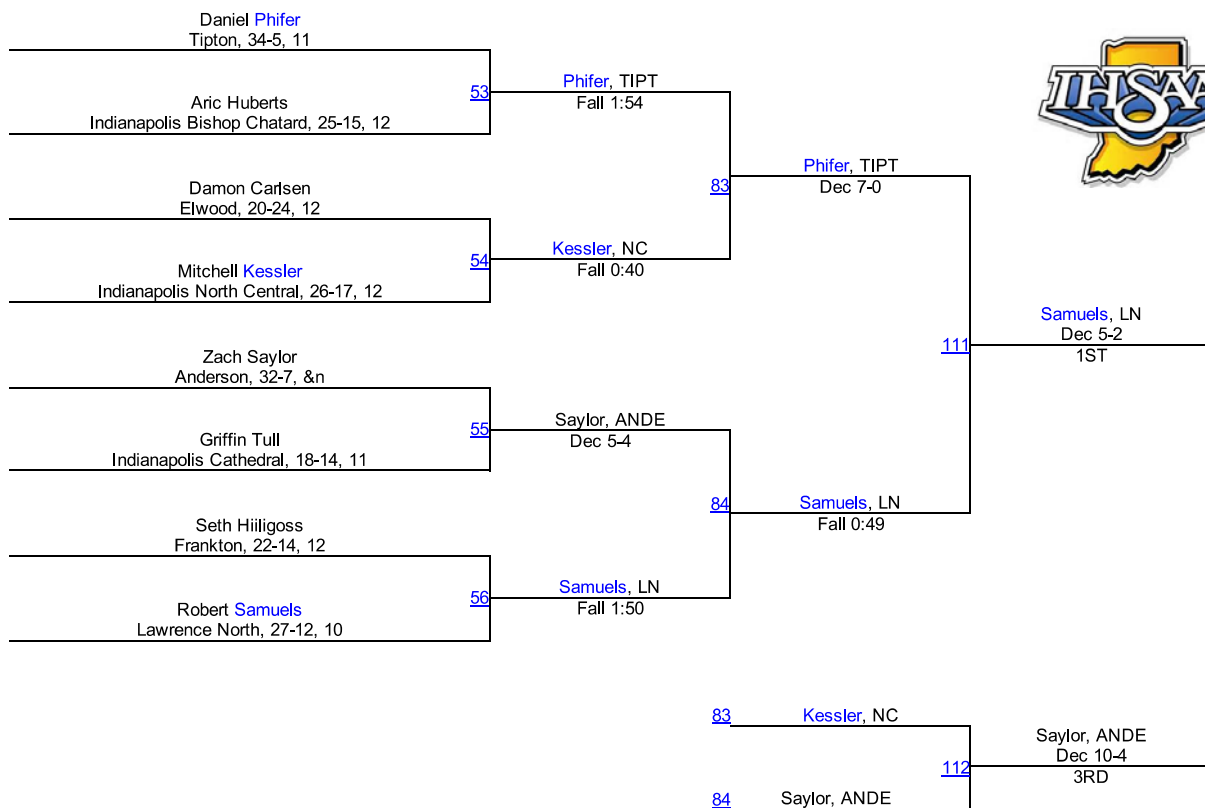 Daniel Phifer
Tipton, 34-5, 11
53
Phifer, TIPT
Fall 1:54
Aric Huberts
Indianapolis Bishop Chatard, 25-15, 12
IHSAA
83
Phifer, TIPT
Dec 7-0
Damon Carlsen
Elwood, 20-24, 12
54
Kessler, NC
Fall 0:40
Mitchell Kessler
Indianapolis North Central, 26-17, 12
111
Samuels, LN
Dec 5-2
1ST
Zach Saylor
Anderson, 32-7, &n
55
Saylor, ANDE
Dec 5-4
Griffin Tull
Indianapolis Cathedral, 18-14, 11
84
Samuels, LN
Fall 0:49
Seth Hiiligoss
Frankton, 22-14, 12
56
Samuels, LN
Fall 1:50
Robert Samuels
Lawrence North, 27-12, 10
83
Kessler, NC
112
Saylor, ANDE
Dec 10-4
3RD
84
Saylor, ANDE